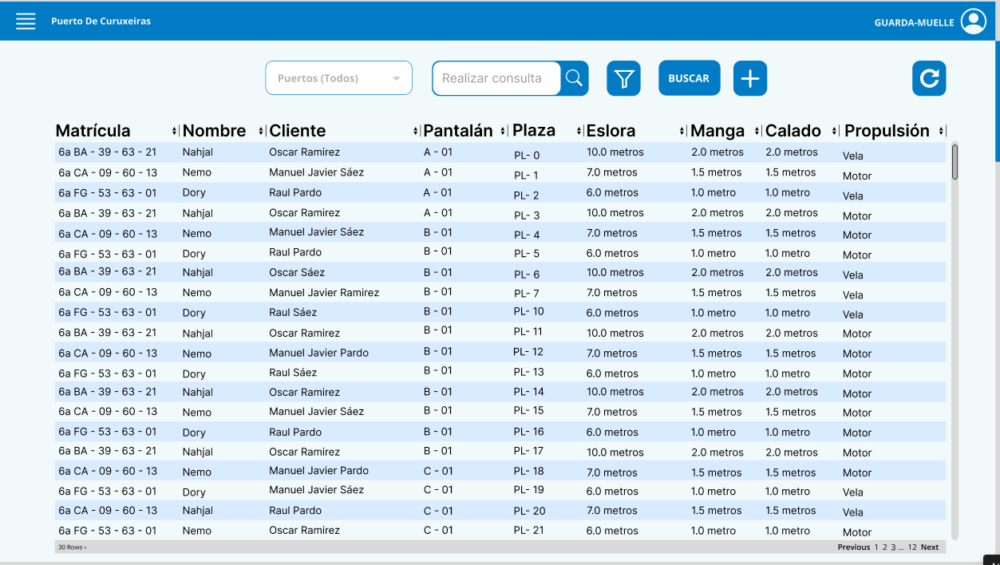 Puerto De Curuxeiras GUARDA-MUELLE
Puertos (Todos) Realizar consulta BUSCAR
Matrícula Nombre Cliente Pantalán Plaza Eslora Manga Calado Propulsión
6a BA - 39 - 63 - 21 Nahjal Oscar Ramirez A - 01 PL- 0 10.0 metros 2.0 metros 2.0 metros Vela
6a CA - 09 - 60 - 13 Nemo Manuel Javier Sáez A - 01 PL- 1 7.0 metros 1.5 metros 1.5 metros Motor
6a FG - 53 - 63 - 01 Dory Raul Pardo A - 01 PL- 2 6.0 metros 1.0 metro 1.0 metro Vela
6a BA - 39 - 63 - 21 Nahjal Oscar Ramirez A - 01 PL- 3 10.0 metros 2.0 metros 2.0 metros Motor
6a CA - 09 - 60 - 13 Nemo Manuel Javier Sáez B - 01 PL- 4 7.0 metros 1.5 metros 1.5 metros Motor
6a FG - 53 - 63 - 01 Dory Raul Pardo B - 01 PL- 5 6.0 metros 1.0 metro 1.0 metro Motor
6a BA - 39 - 63 - 21 Nahjal Oscar Sáez B - 01 PL- 6 10.0 metros 2.0 metros 2.0 metros Vela
6a CA - 09 - 60 - 13 Nemo Manuel Javier Ramirez B - 01 PL- 7 7.0 metros 1.5 metros 1.5 metros Vela
6a FG - 53 - 63 - 01 Dory Raul Sáez B - 01 PL- 10 6.0 metros 1.0 metro 1.0 metro Vela
6a BA - 39 - 63 - 21 Nahjal Oscar Ramirez B - 01 PL- 11 10.0 metros 2.0 metros 2.0 metros Motor
6a CA - 09 - 60 - 13 Nemo Manuel Javier Pardo B - 01 PL- 12 7.0 metros 1.5 metros 1.5 metros Motor
6a FG - 53 - 63 - 01 Dory Raul Sáez B - 01 PL- 13 6.0 metros 1.0 metro 1.0 metro Motor
6a BA - 39 - 63 - 21 Nahjal Oscar Ramirez B - 01 PL- 14 10.0 metros 2.0 metros 2.0 metros Motor
6a CA - 09 - 60 - 13 Nemo Manuel Javier Sáez B - 01 PL- 15 7.0 metros 1.5 metros 1.5 metros Motor
6a FG - 53 - 63 - 01 Dory Raul Pardo B - 01 PL- 16 6.0 metros 1.0 metro 1.0 metro Motor
6a BA - 39 - 63 - 21 Nahjal Oscar Ramirez B - 01 PL- 17 10.0 metros 2.0 metros 2.0 metros Motor
6a CA - 09 - 60 - 13 Nemo Manuel Javier Pardo C - 01 PL- 18 7.0 metros 1.5 metros 1.5 metros Motor
6a FG - 53 - 63 - 01 Dory Manuel Javier Sáez C - 01 PL- 19 6.0 metros 1.0 metro 1.0 metro Vela
6a CA - 09 - 60 - 13 Nahjal Raul Pardo C - 01 PL- 20 7.0 metros 1.5 metros 1.5 metros Vela
6a FG - 53 - 63 - 01 Nemo Oscar Ramirez C - 01 PL- 21 6.0 metros 1.0 metro 1.0 metro Motor
30 Rows Previous 1 2 3 ... 12 Next